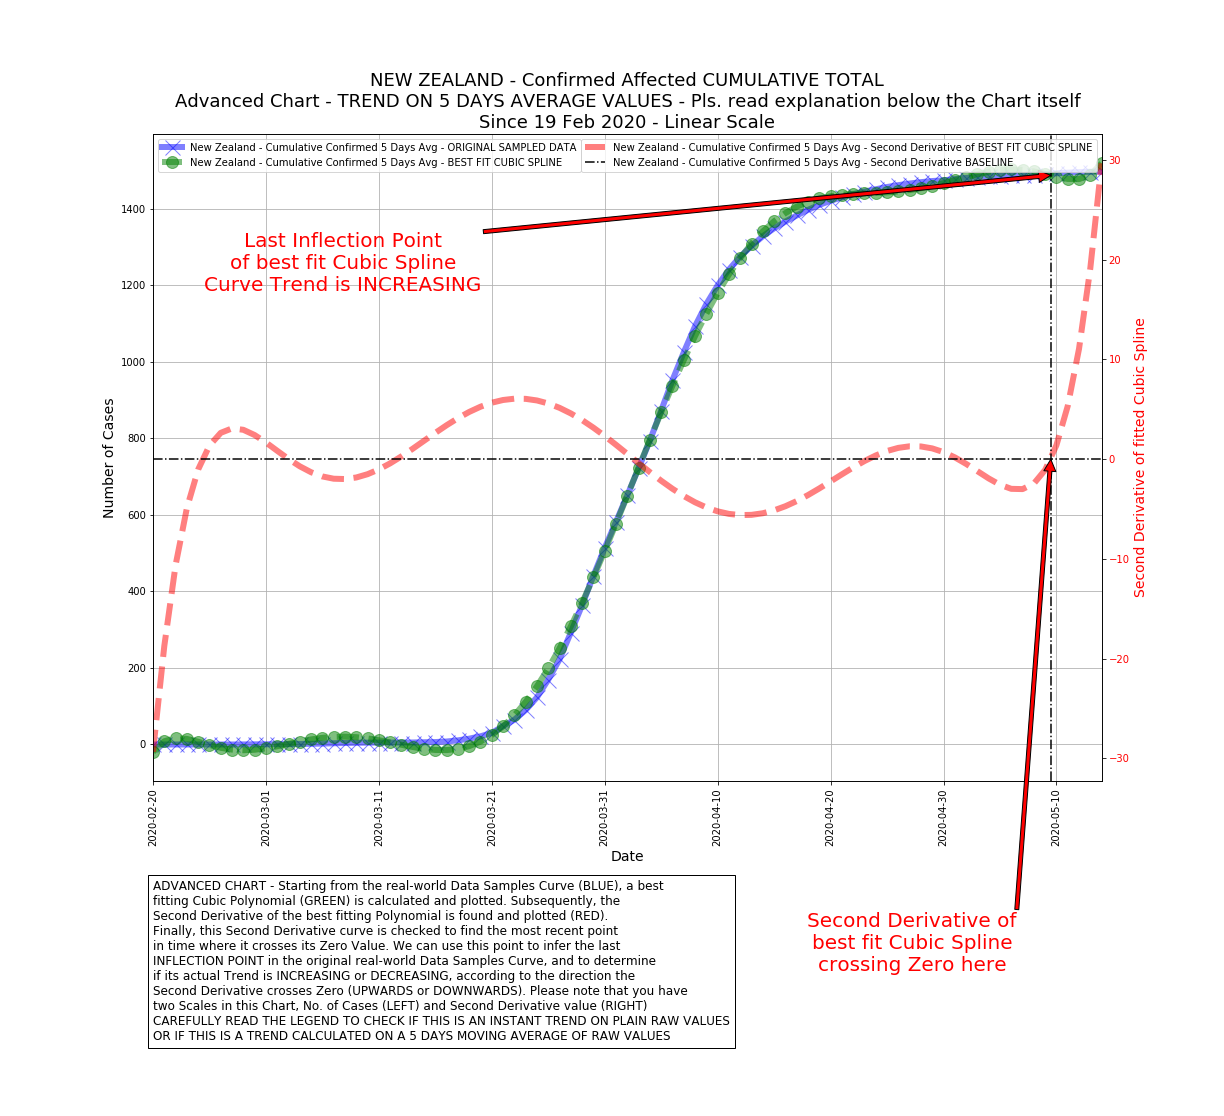 NEW ZEALAND - Confirmed Affected CUMULATIVE TOTAL
Advanced Chart - TREND ON 5 DAYS AVERAGE VALUES - Pls. read explanation below the Chart itself
Since 19 Feb 2020 - Linear Scale
New Zealand - Cumulative Confirmed 5 Days Avg - ORIGINAL SAMPLED DATA
New Zealand - Cumulative Confirmed 5 Days Avg - BEST FIT CUBIC SPLINE
New Zealand - Cumulative Confirmed 5 Days Avg - Second Derivative of BEST FIT CUBIC SPLINE
New Zealand - Cumulative Confirmed 5 Days Avg - Second Derivative BASELINE
Last Inflection Point
of best fit Cubic Spline
Curve Trend is INCREASING
Number of Cases
1400
1200
1000
800
600
400
200
0
30
20
10
0
−10
−20
−30
Second Derivative of fitted Cubic Spline
2020-02-20
2020-03-01
2020-03-11
2020-03-21
2020-03-31
2020-04-10
2020-04-20
2020-04-30
2020-05-10
Date
ADVANCED CHART - Starting from the real-world Data Samples Curve (BLUE), a best
fitting Cubic Polynomial (GREEN) is calculated and plotted. Subsequently, the
Second Derivative of the best fitting Polynomial is found and plotted (RED).
Finally, this Second Derivative curve is checked to find the most recent point
in time where it crosses its Zero Value. We can use this point to infer the last
INFLECTION POINT in the original real-world Data Samples Curve, and to determine
if its actual Trend is INCREASING or DECREASING, according to the direction the
Second Derivative crosses Zero (UPWARDS or DOWNWARDS). Please note that you have
two Scales in this Chart, No. of Cases (LEFT) and Second Derivative value (RIGHT)
CAREFULLY READ THE LEGEND TO CHECK IF THIS IS AN INSTANT TREND ON PLAIN RAW VALUES
OR IF THIS IS A TREND CALCULATED ON A 5 DAYS MOVING AVERAGE OF RAW VALUES
Second Derivative of
best fit Cubic Spline
crossing Zero here